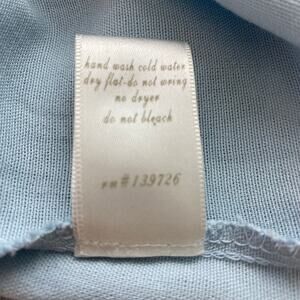 hand wash cold water
dry flat-do not wring
no dryer
do not bleach
rn#139726